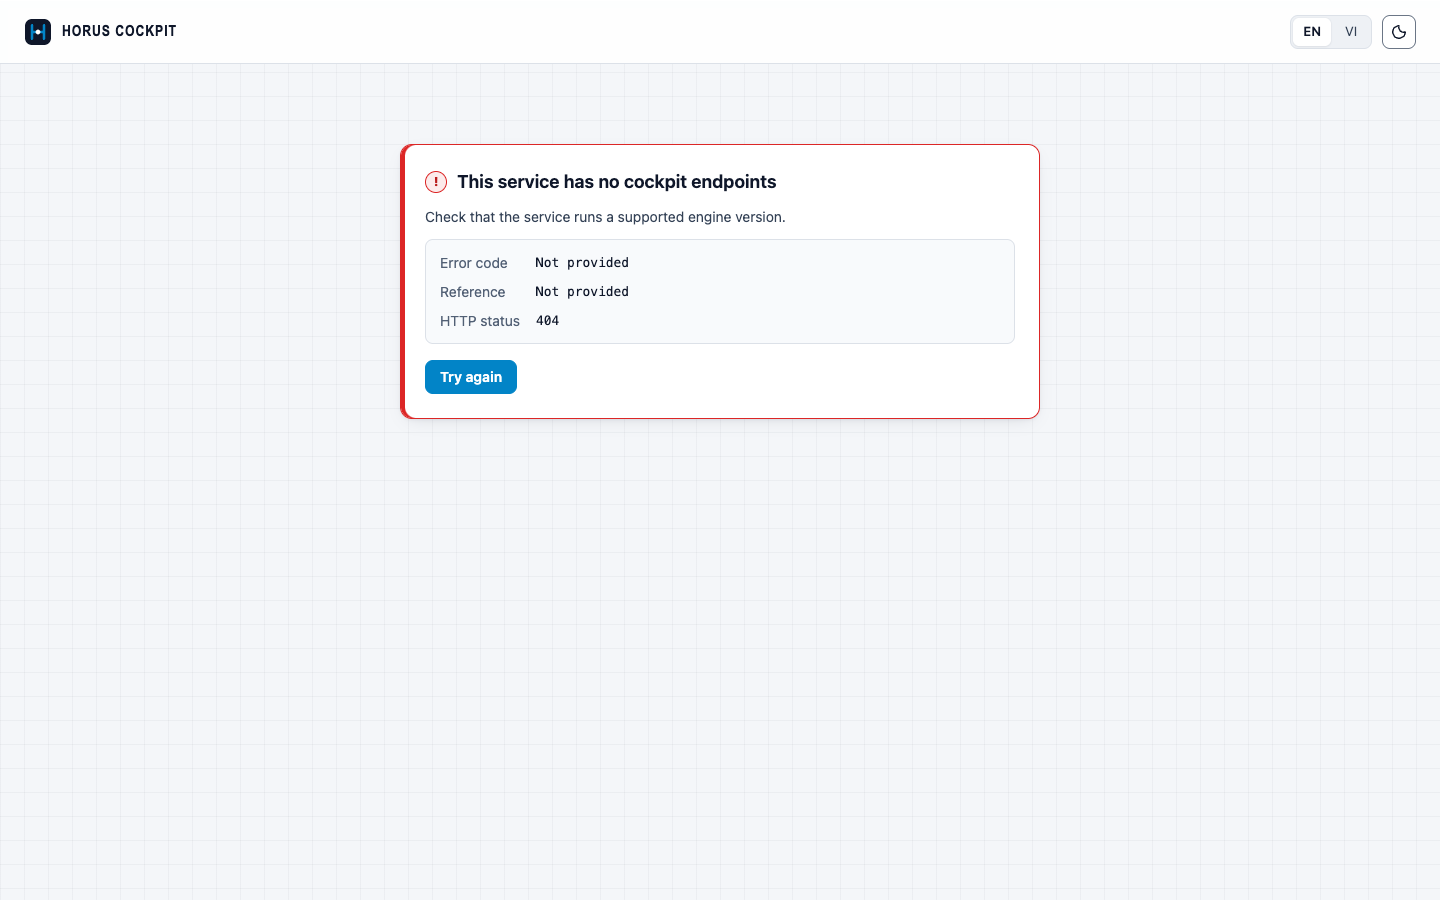 HORUS COCKPIT
EN VI
! This service has no cockpit endpoints
Check that the service runs a supported engine version.
Error code Not provided
Reference Not provided
HTTP status 404
Try again